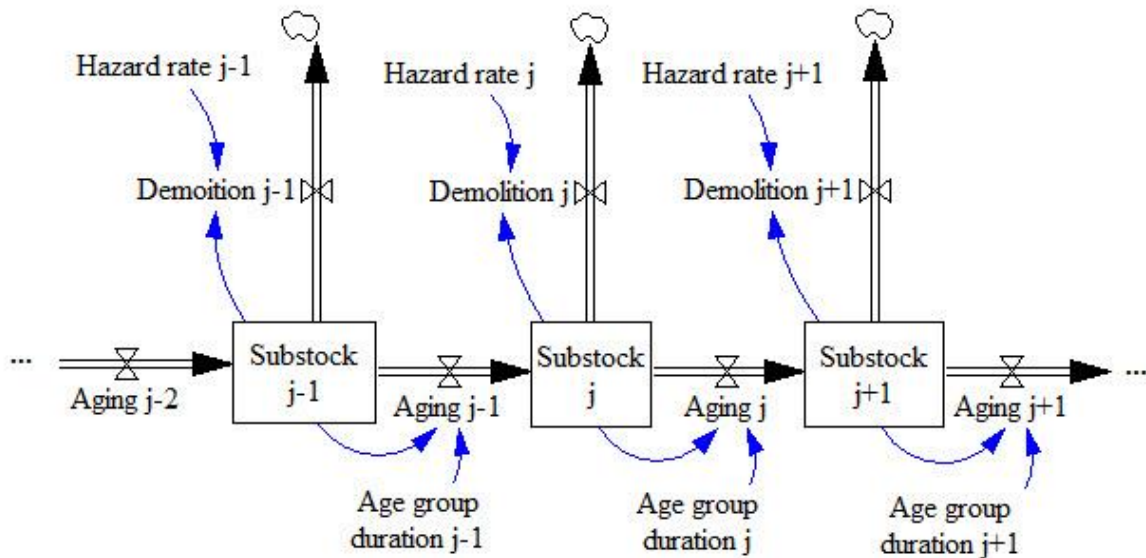 Hazard rate j-1
Hazard rate j
Hazard rate j+1
Demoition j-1
Demolition j
Demolition j+1
...
Substock
j-1
Substock
j
Substock
j+1
...
Aging j-2
Aging j-1
Aging j
Aging j+1
Age group
duration j-1
Age group
duration j
Age group
duration j+1